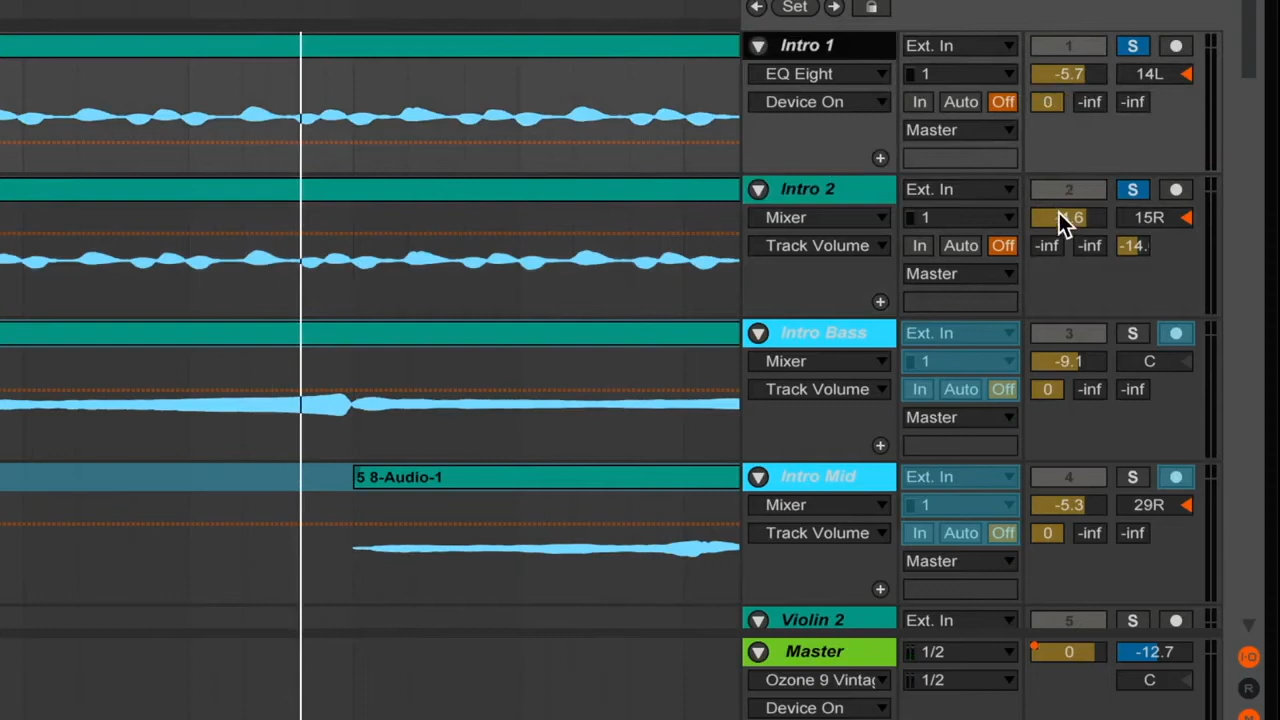 Set
Intro 1 Ext. In 1 S
EQ Eight 1 -5.7 14L
Device On In Auto Off 0 -inf -inf
Master
Intro 2 Ext. In 2 S
Mixer 1 15R
Track Volume In Auto Off -inf -inf -14.
Master
Intro Bass Ext. In 3 S
Mixer 1 -9.1 C
Track Volume In Auto Off 0 -inf -inf
Master
5 8-Audio-1 Intro Mid Ext. In 4 S
Mixer 1 -5.3 29R
Track Volume In Auto Off 0 -inf -inf
Master
Violin 2 Ext. In 5 S
Master 1/2 0 -12.7
I·O
Ozone 9 Vintag 1/2 C
R
Device On